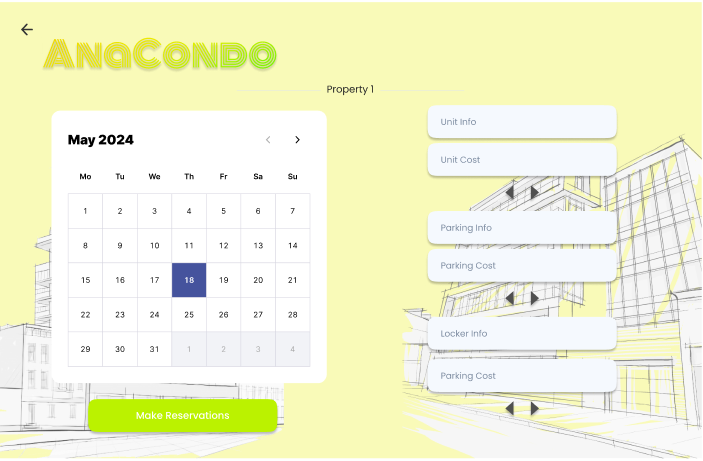 AnaCondo
Property 1
May 2024
Mo Tu We Th Fr Sa Su
1 2 3 4 5 6 7
8 9 10 11 12 13 14
15 16 17 18 19 20 21
22 23 24 25 26 27 28
29 30 31 1 2 3 4
Make Reservations
Unit Info
Unit Cost
Parking Info
Parking Cost
Locker Info
Parking Cost